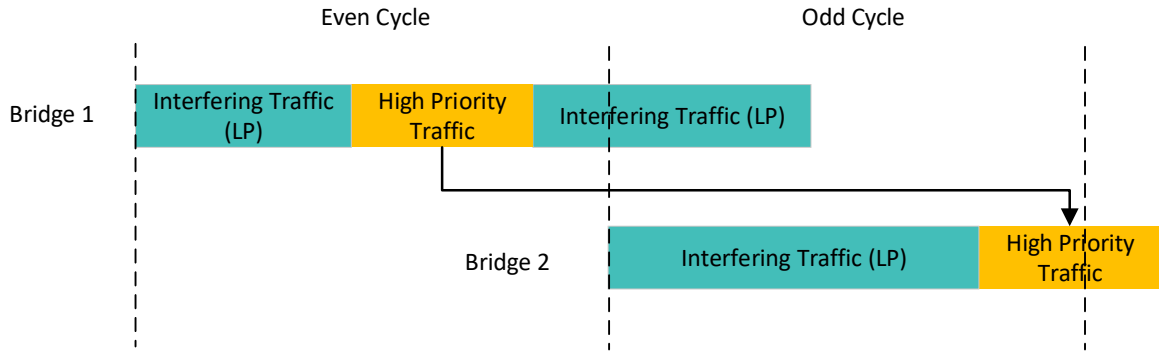 Even Cycle
Odd Cycle
Bridge 1
Interfering Traffic
(LP)
High Priority
Traffic
Interfering Traffic (LP)
Bridge 2
Interfering Traffic (LP)
High Priority
Traffic